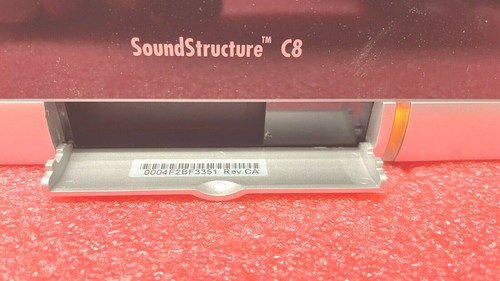 SoundStructure™ C8
0004F2BF3351 Rev.CA